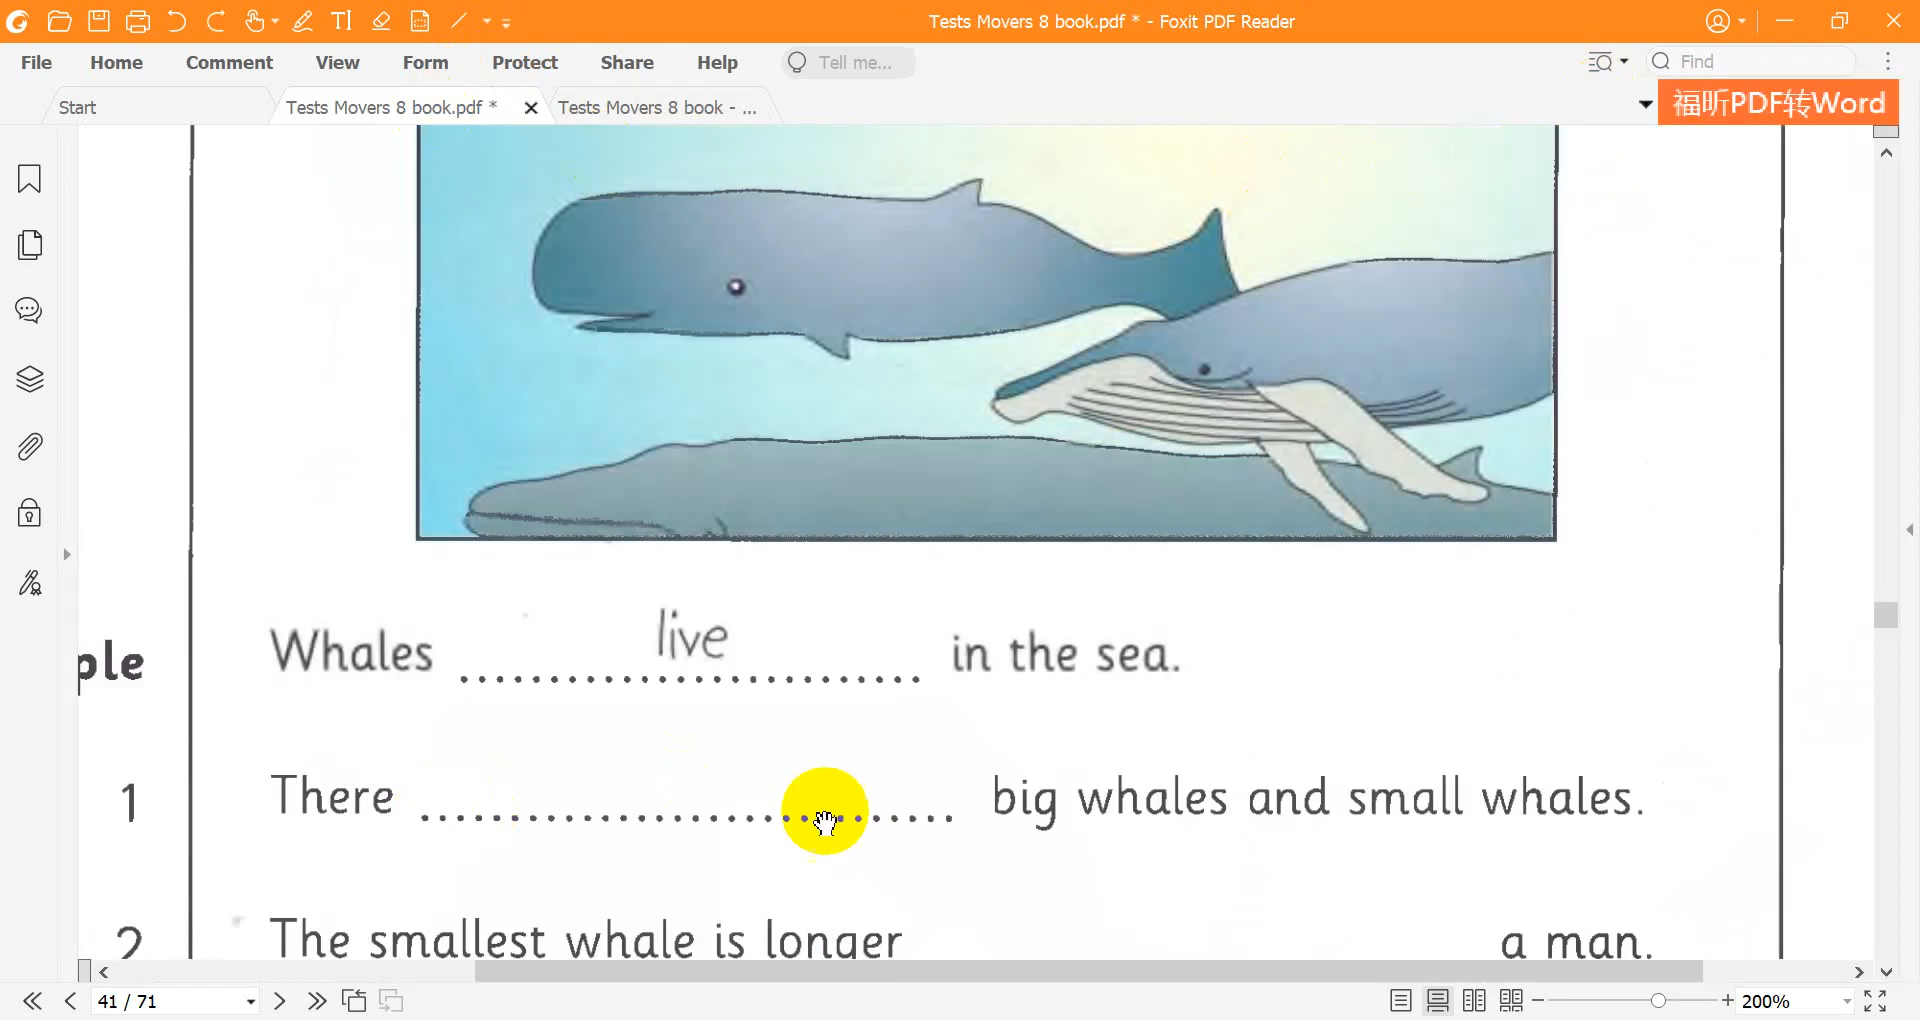 Tests Movers 8 book.pdf * - Foxit PDF Reader
File Home Comment View Form Protect Share Help Tell me... Find
Start Tests Movers 8 book.pdf * Tests Movers 8 book - ... 福昕PDF转Word
ple Whales live in the sea.
1 There big whales and small whales.
2 The smallest whale is longer a man.
41 / 71 200%